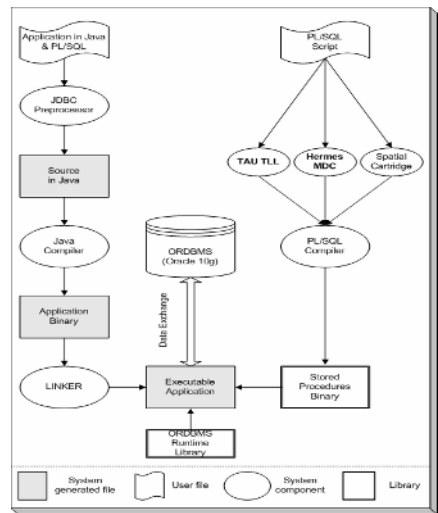 Application in Java
& PL/SQL
PL/SQL
Script
JDBC
Preprocessor
TAU TLL
Hermes
MDC
Spatial
Cartridge
Source
in Java
Java
Compiler
ORDBMS
(Oracle 10g)
PL/SQL
Compiler
Application
Binary
Data Exchange
LINKER
Executable
Application
Stored
Procedures
Binary
ORDBMS
Runtime
Library
System
generated file
User file
System
component
Library